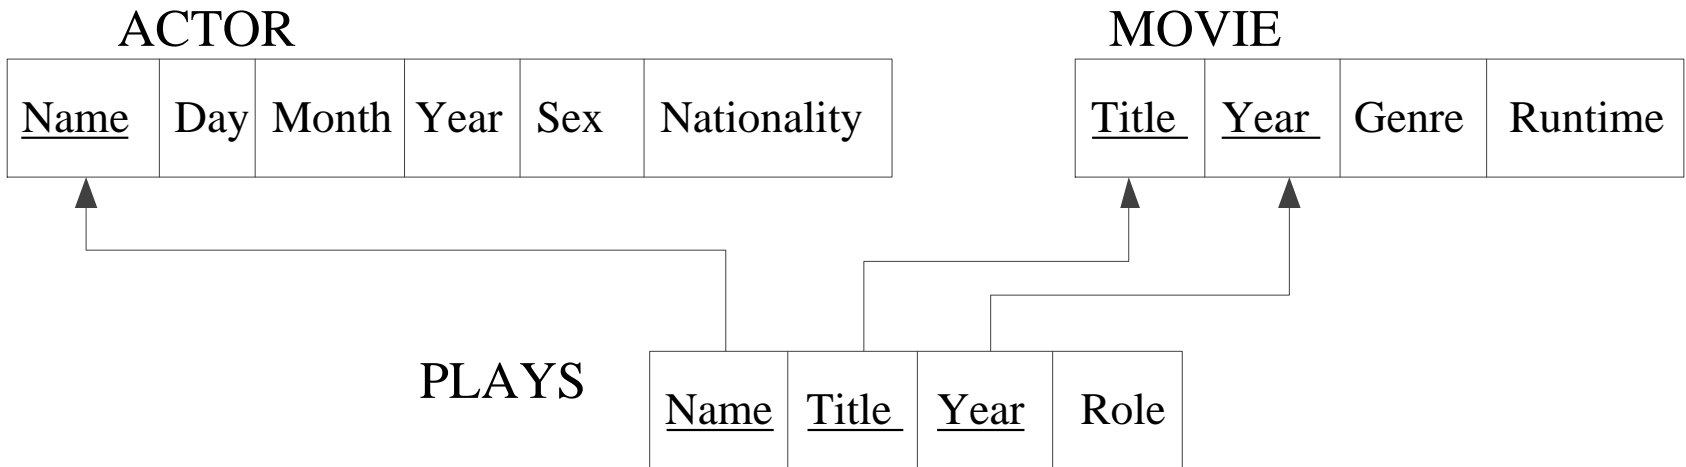 ACTOR MOVIE
Name Day Month Year Sex Nationality Title Year Genre Runtime
PLAYS
Name Title Year Role